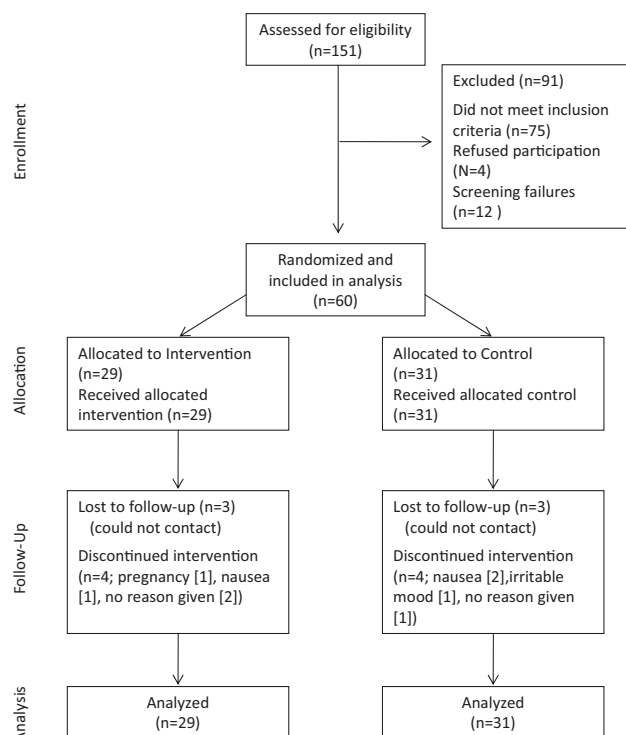 Assessed for eligibility
(n=151)
Enrollment
Excluded (n=91)
Did not meet inclusion
criteria (n=75)
Refused participation
(N=4)
Screening failures
(n=12 )
Randomized and
included in analysis
(n=60)
Allocation
Allocated to Intervention
(n=29)
Received allocated
intervention (n=29)
Allocated to Control
(n=31)
Received allocated control
(n=31)
Follow-Up
Lost to follow-up (n=3)
(could not contact)
Discontinued intervention
(n=4; pregnancy [1], nausea
[1], no reason given [2])
Lost to follow-up (n=3)
(could not contact)
Discontinued intervention
(n=4; nausea [2],irritable
mood [1], no reason given
[1])
Analysis
Analyzed
(n=29)
Analyzed
(n=31)